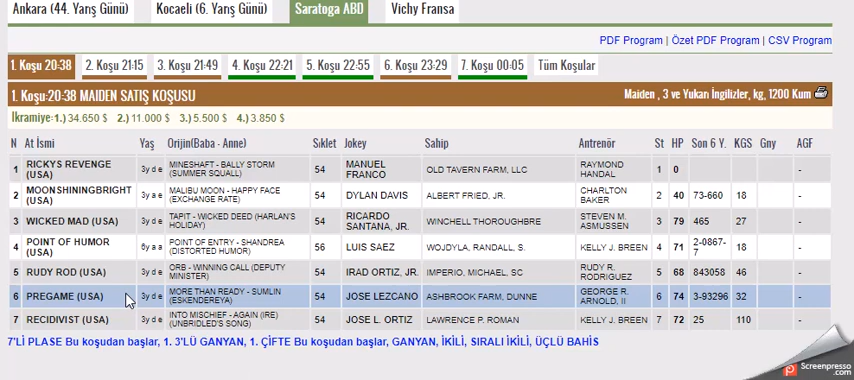 Ankara (44. Yarış Günü) Kocaeli (6. Yarış Günü) Saratoga ABD Vichy Fransa
PDF Program | Özet PDF Program | CSV Program
1. Koşu 20:38 2. Koşu 21:15 3. Koşu 21:49 4. Koşu 22:21 5. Koşu 22:55 6. Koşu 23:29 7. Koşu 00:05 Tüm Koşular
1. Koşu:20:38 MAIDEN SATIŞ KOŞUSU Maiden , 3 ve Yukarı İngilizler, kg, 1200 Kum
İkramiye:1.) 34.650 $ 2.) 11.000 $ 3.) 5.500 $ 4.) 3.850 $
N At İsmi Yaş Orijin(Baba - Anne) Sıklet Jokey Sahip Antrenör St HP Son 6 Y. KGS Gny AGF
1 RICKYS REVENGE (USA) 3y d e MINESHAFT - BALLY STORM (SUMMER SQUALL) 54 MANUEL FRANCO OLD TAVERN FARM, LLC RAYMOND HANDAL 1 0 -
2 MOONSHININGBRIGHT (USA) 3y a e MALIBU MOON - HAPPY FACE (EXCHANGE RATE) 54 DYLAN DAVIS ALBERT FRIED, JR. CHARLTON BAKER 2 40 73-660 18 -
3 WICKED MAD (USA) 3y d e TAPIT - WICKED DEED (HARLAN'S HOLIDAY) 54 RICARDO SANTANA, JR. WINCHELL THOROUGHBRE STEVEN M. ASMUSSEN 3 79 465 27 -
4 POINT OF HUMOR (USA) 6y a a POINT OF ENTRY - SHANDREA (DISTORTED HUMOR) 56 LUIS SAEZ WOJDYLA, RANDALL, S. KELLY J. BREEN 4 71 2-0867-7 18 -
5 RUDY ROD (USA) 3y d e ORB - WINNING CALL (DEPUTY MINISTER) 54 IRAD ORTIZ, JR. IMPERIO, MICHAEL, SC RUDY R. RODRIGUEZ 5 68 843058 46 -
6 PREGAME (USA) 3y d e MORE THAN READY - SUMLIN (ESKENDEREYA) 54 JOSE LEZCANO ASHBROOK FARM, DUNNE GEORGE R. ARNOLD, II 6 74 3-93296 32 -
7 RECIDIVIST (USA) 3y d e INTO MISCHIEF - AGAIN (IRE) (UNBRIDLED'S SONG) 54 JOSE L. ORTIZ LAWRENCE P. ROMAN KELLY J. BREEN 7 72 25 110 -
7'Lİ PLASE Bu koşudan başlar, 1. 3'LÜ GANYAN, 1. ÇİFTE Bu koşudan başlar, GANYAN, İKİLİ, SIRALI İKİLİ, ÜÇLÜ BAHİS
Screenpresso
.com